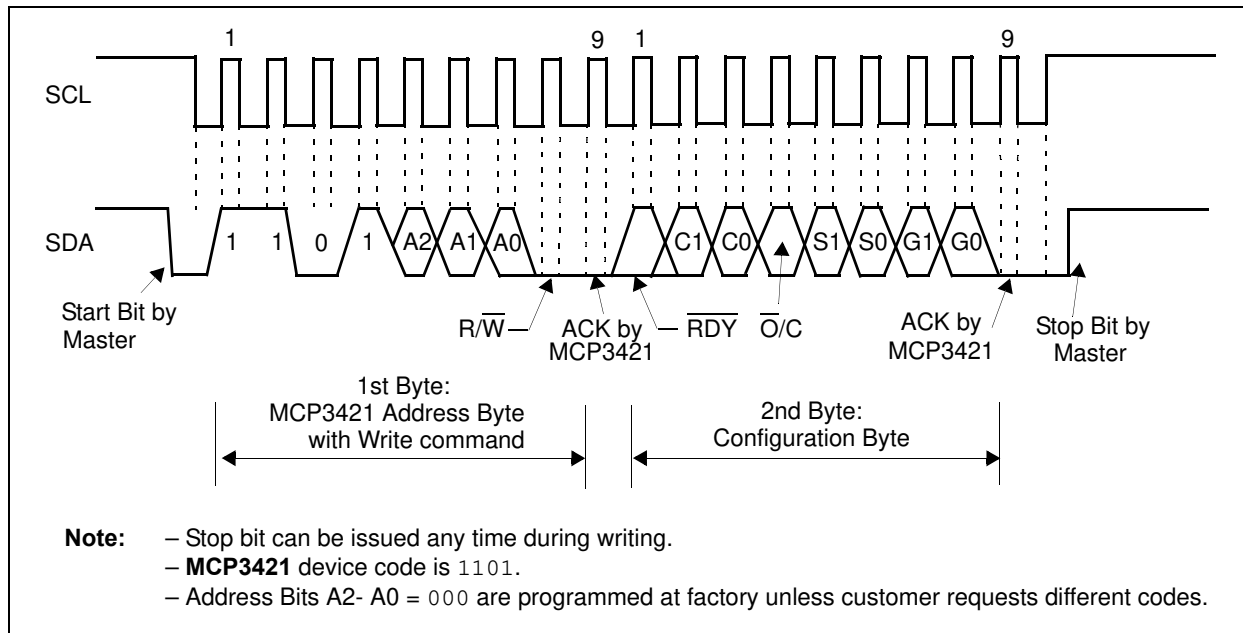 1 9 1 9
SCL
SDA 1 1 0 1 A2 A1 A0 C1 C0 S1 S0 G1 G0
Start Bit by
Master
R/W̅
ACK by
MCP3421
R̅D̅Y̅
O̅/C
ACK by
MCP3421
Stop Bit by
Master
1st Byte:
MCP3421 Address Byte
with Write command
2nd Byte:
Configuration Byte
Note: – Stop bit can be issued any time during writing.
– MCP3421 device code is 1101.
– Address Bits A2- A0 = 000 are programmed at factory unless customer requests different codes.